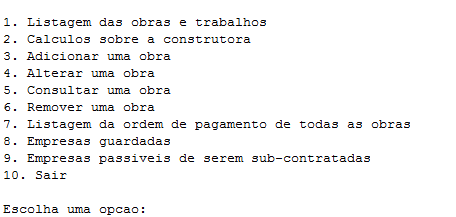 1. Listagem das obras e trabalhos
2. Calculos sobre a construtora
3. Adicionar uma obra
4. Alterar uma obra
5. Consultar uma obra
6. Remover uma obra
7. Listagem da ordem de pagamento de todas as obras
8. Empresas guardadas
9. Empresas passiveis de serem sub-contratadas
10. Sair
Escolha uma opcao: